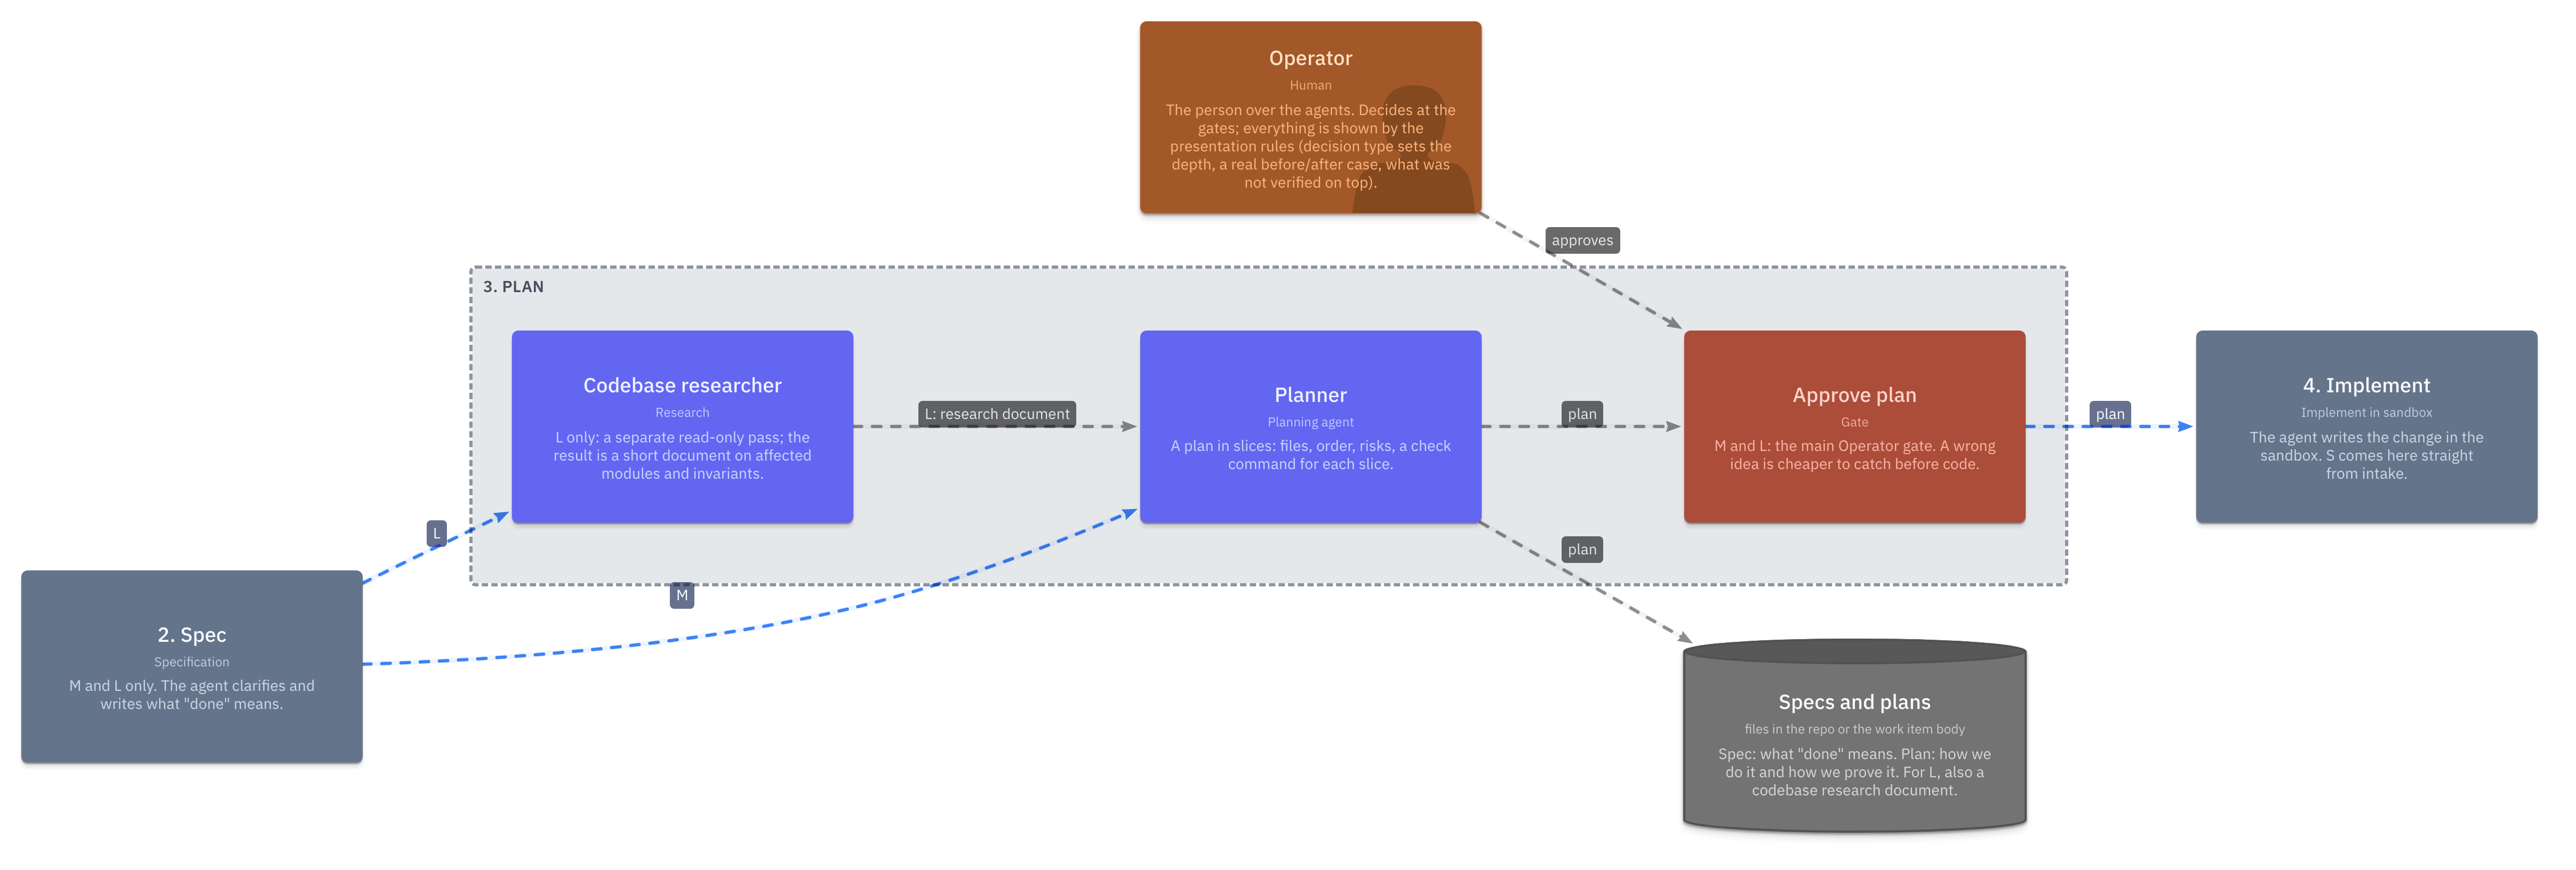 Operator
Human
The person over the agents. Decides at the
gates; everything is shown by the
presentation rules (decision type sets the
depth, a real before/after case, what was
not verified on top).
approves
3. PLAN
Codebase researcher
Research
L only: a separate read-only pass; the
result is a short document on affected
modules and invariants.
L: research document
Planner
Planning agent
A plan in slices: files, order, risks, a check
command for each slice.
plan
Approve plan
Gate
M and L: the main Operator gate. A wrong
idea is cheaper to catch before code.
plan
4. Implement
Implement in sandbox
The agent writes the change in the
sandbox. S comes here straight
from intake.
L
M
plan
2. Spec
Specification
M and L only. The agent clarifies and
writes what "done" means.
Specs and plans
files in the repo or the work item body
Spec: what "done" means. Plan: how we
do it and how we prove it. For L, also a
codebase research document.